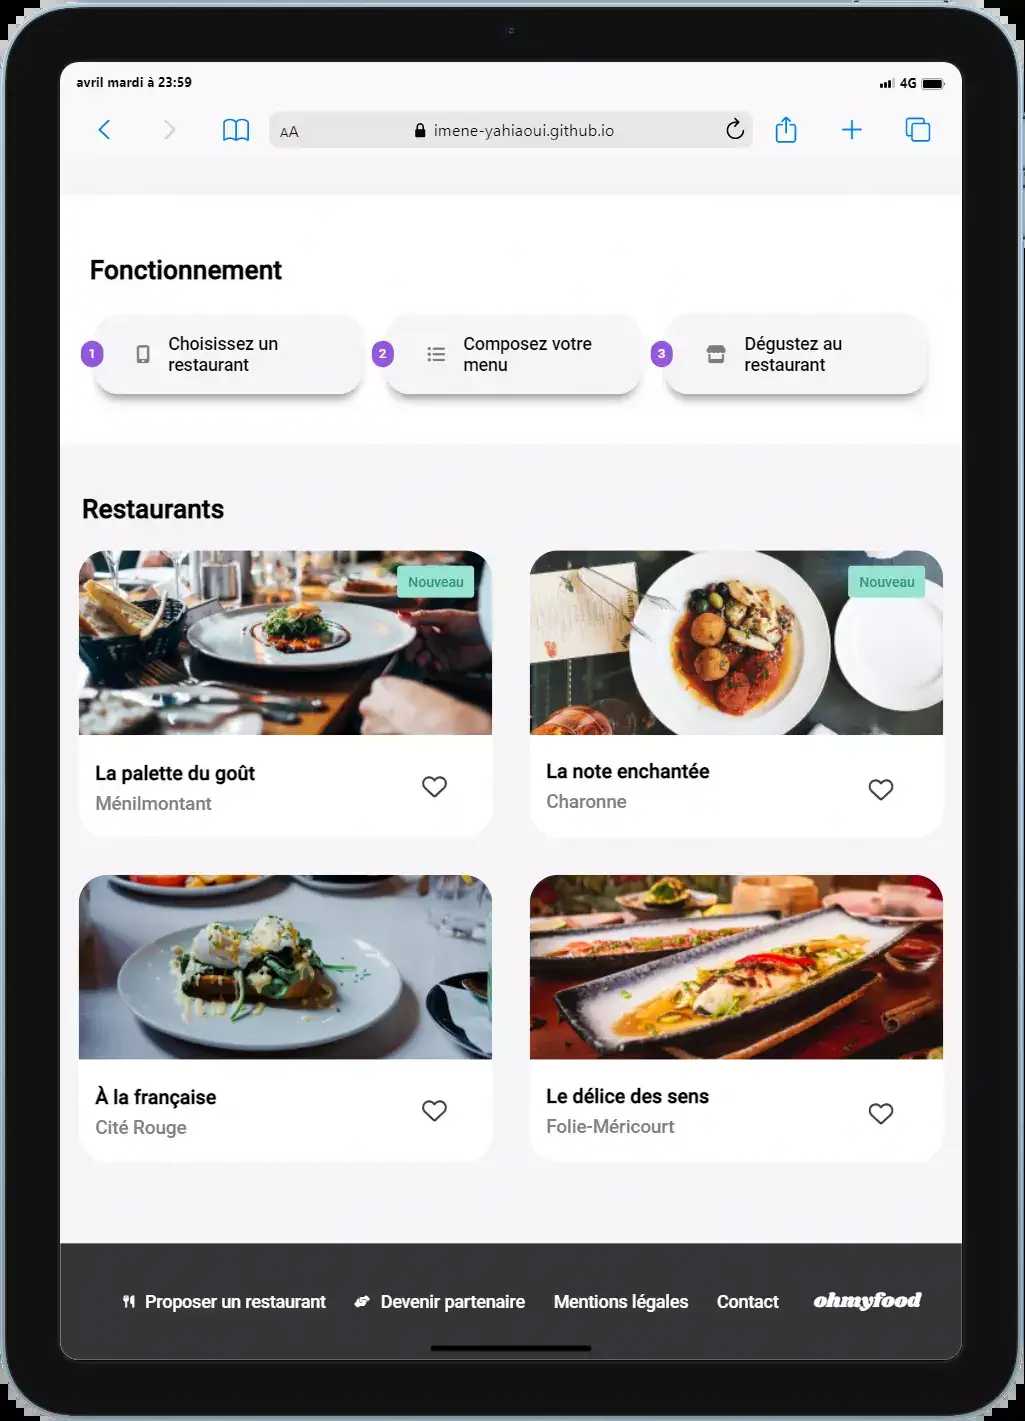 avril mardi à 23:59
4G
AA
imene-yahiaoui.github.io
Fonctionnement
1
Choisissez un
restaurant
2
Composez votre
menu
3
Dégustez au
restaurant
Restaurants
Nouveau
La palette du goût
Ménilmontant
Nouveau
La note enchantée
Charonne
À la française
Cité Rouge
Le délice des sens
Folie-Méricourt
Proposer un restaurant
Devenir partenaire
Mentions légales
Contact
ohmyfood